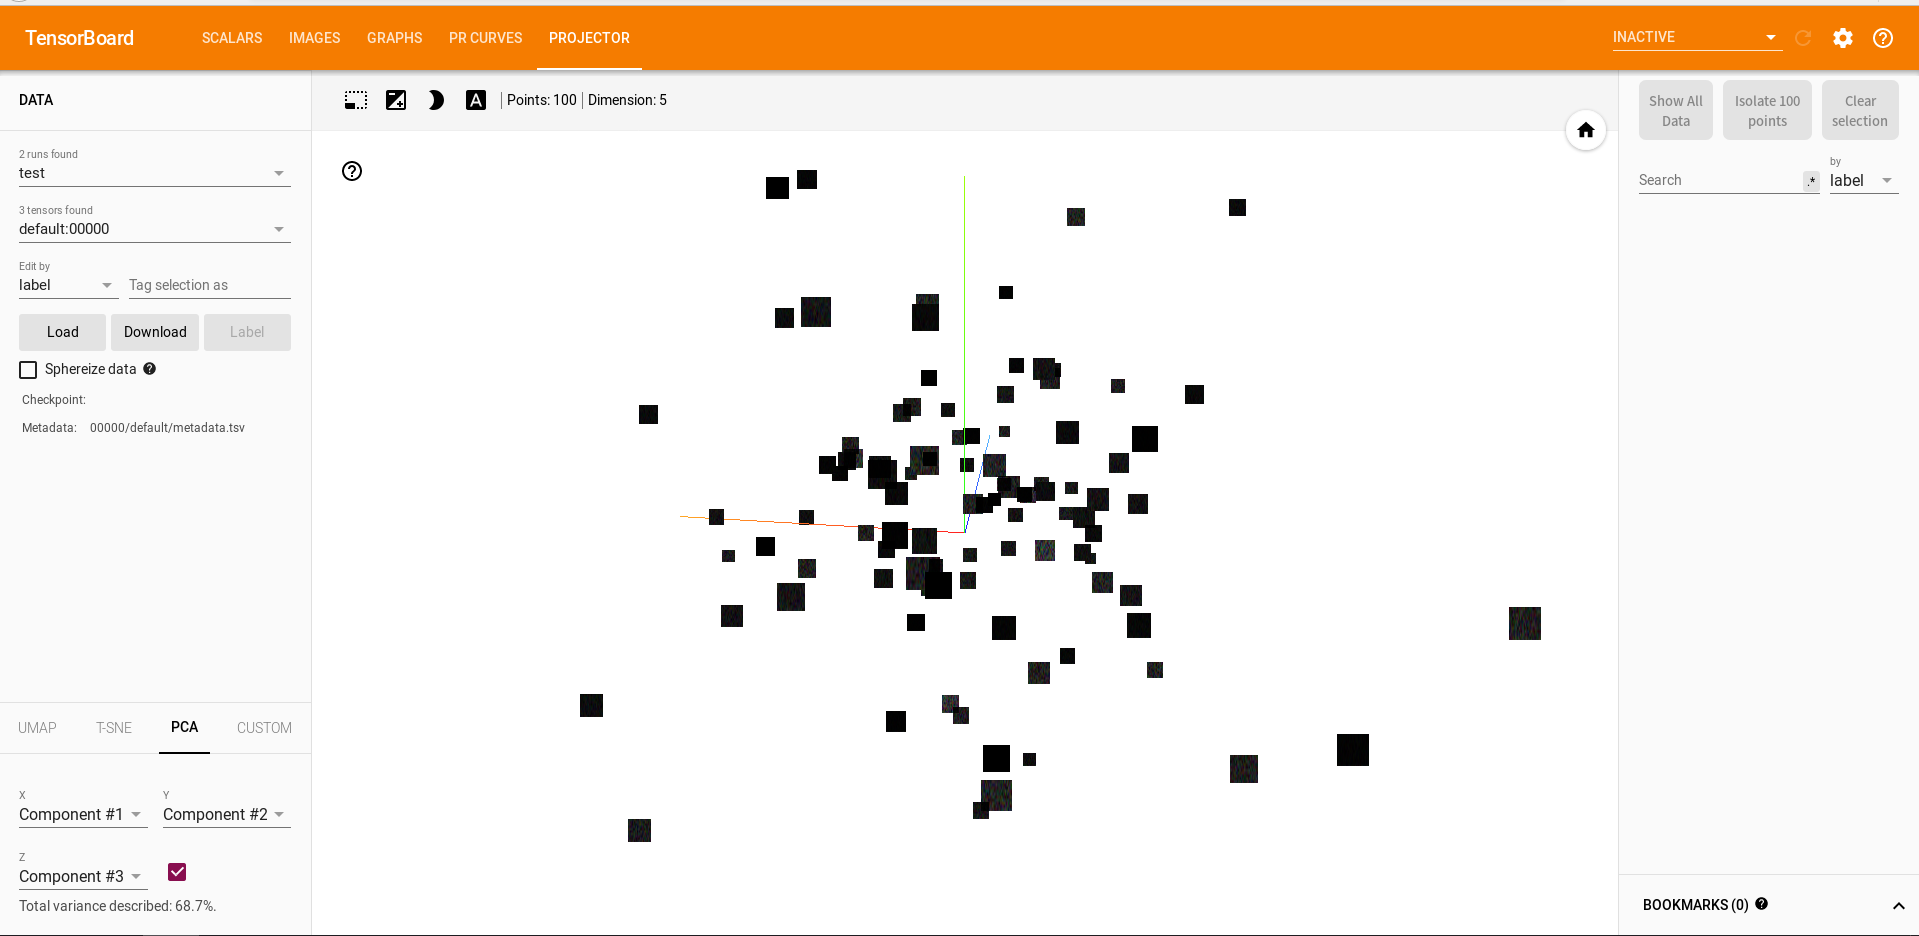 TensorBoard
SCALARS
IMAGES
GRAPHS
PR CURVES
PROJECTOR
INACTIVE
DATA
2 runs found
test
3 tensors found
default:00000
Edit by
label
Tag selection as
Load
Download
Label
Sphereize data
Checkpoint:
Metadata: 00000/default/metadata.tsv
UMAP
T-SNE
PCA
CUSTOM
X
Component #1
Y
Component #2
Z
Component #3
Total variance described: 68.7%.
A
Points: 100
Dimension: 5
Show All
Data
Isolate 100
points
Clear
selection
Search
.*
by
label
BOOKMARKS (0)